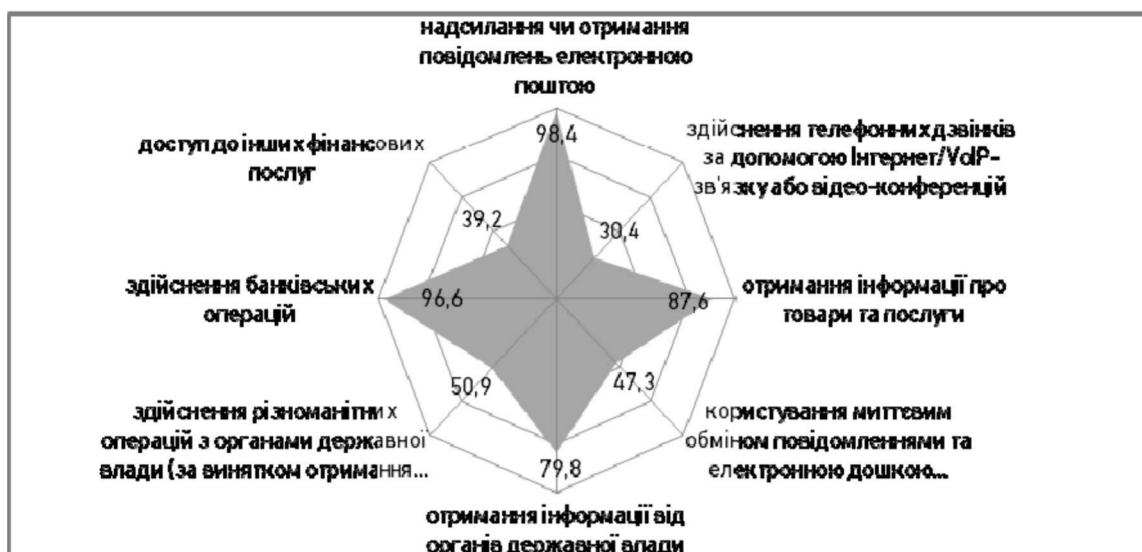 надсилання чи отримання
повідомлень електронною
поштою
98,4
здійснення телефонних дзвінків
за допомогою Інтернет/VoIP-
зв'язку або відео-конференцій
30,4
отримання інформації про
товари та послуги
87,6
користування миттєвим
обміном повідомленнями та
електронною дошкою...
47,3
отримання інформації від
органів державної влади
79,8
здійснення різноманітних
операцій з органами державної
влади (за винятком отримання...
50,9
здійснення банківських
операцій
96,6
доступ до інших фінансових
послуг
39,2